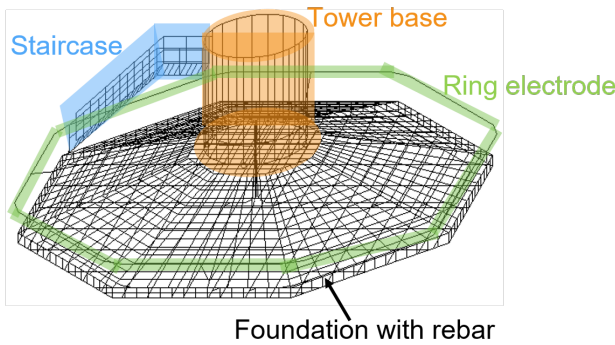 Tower base
Staircase
Ring electrode
Foundation with rebar